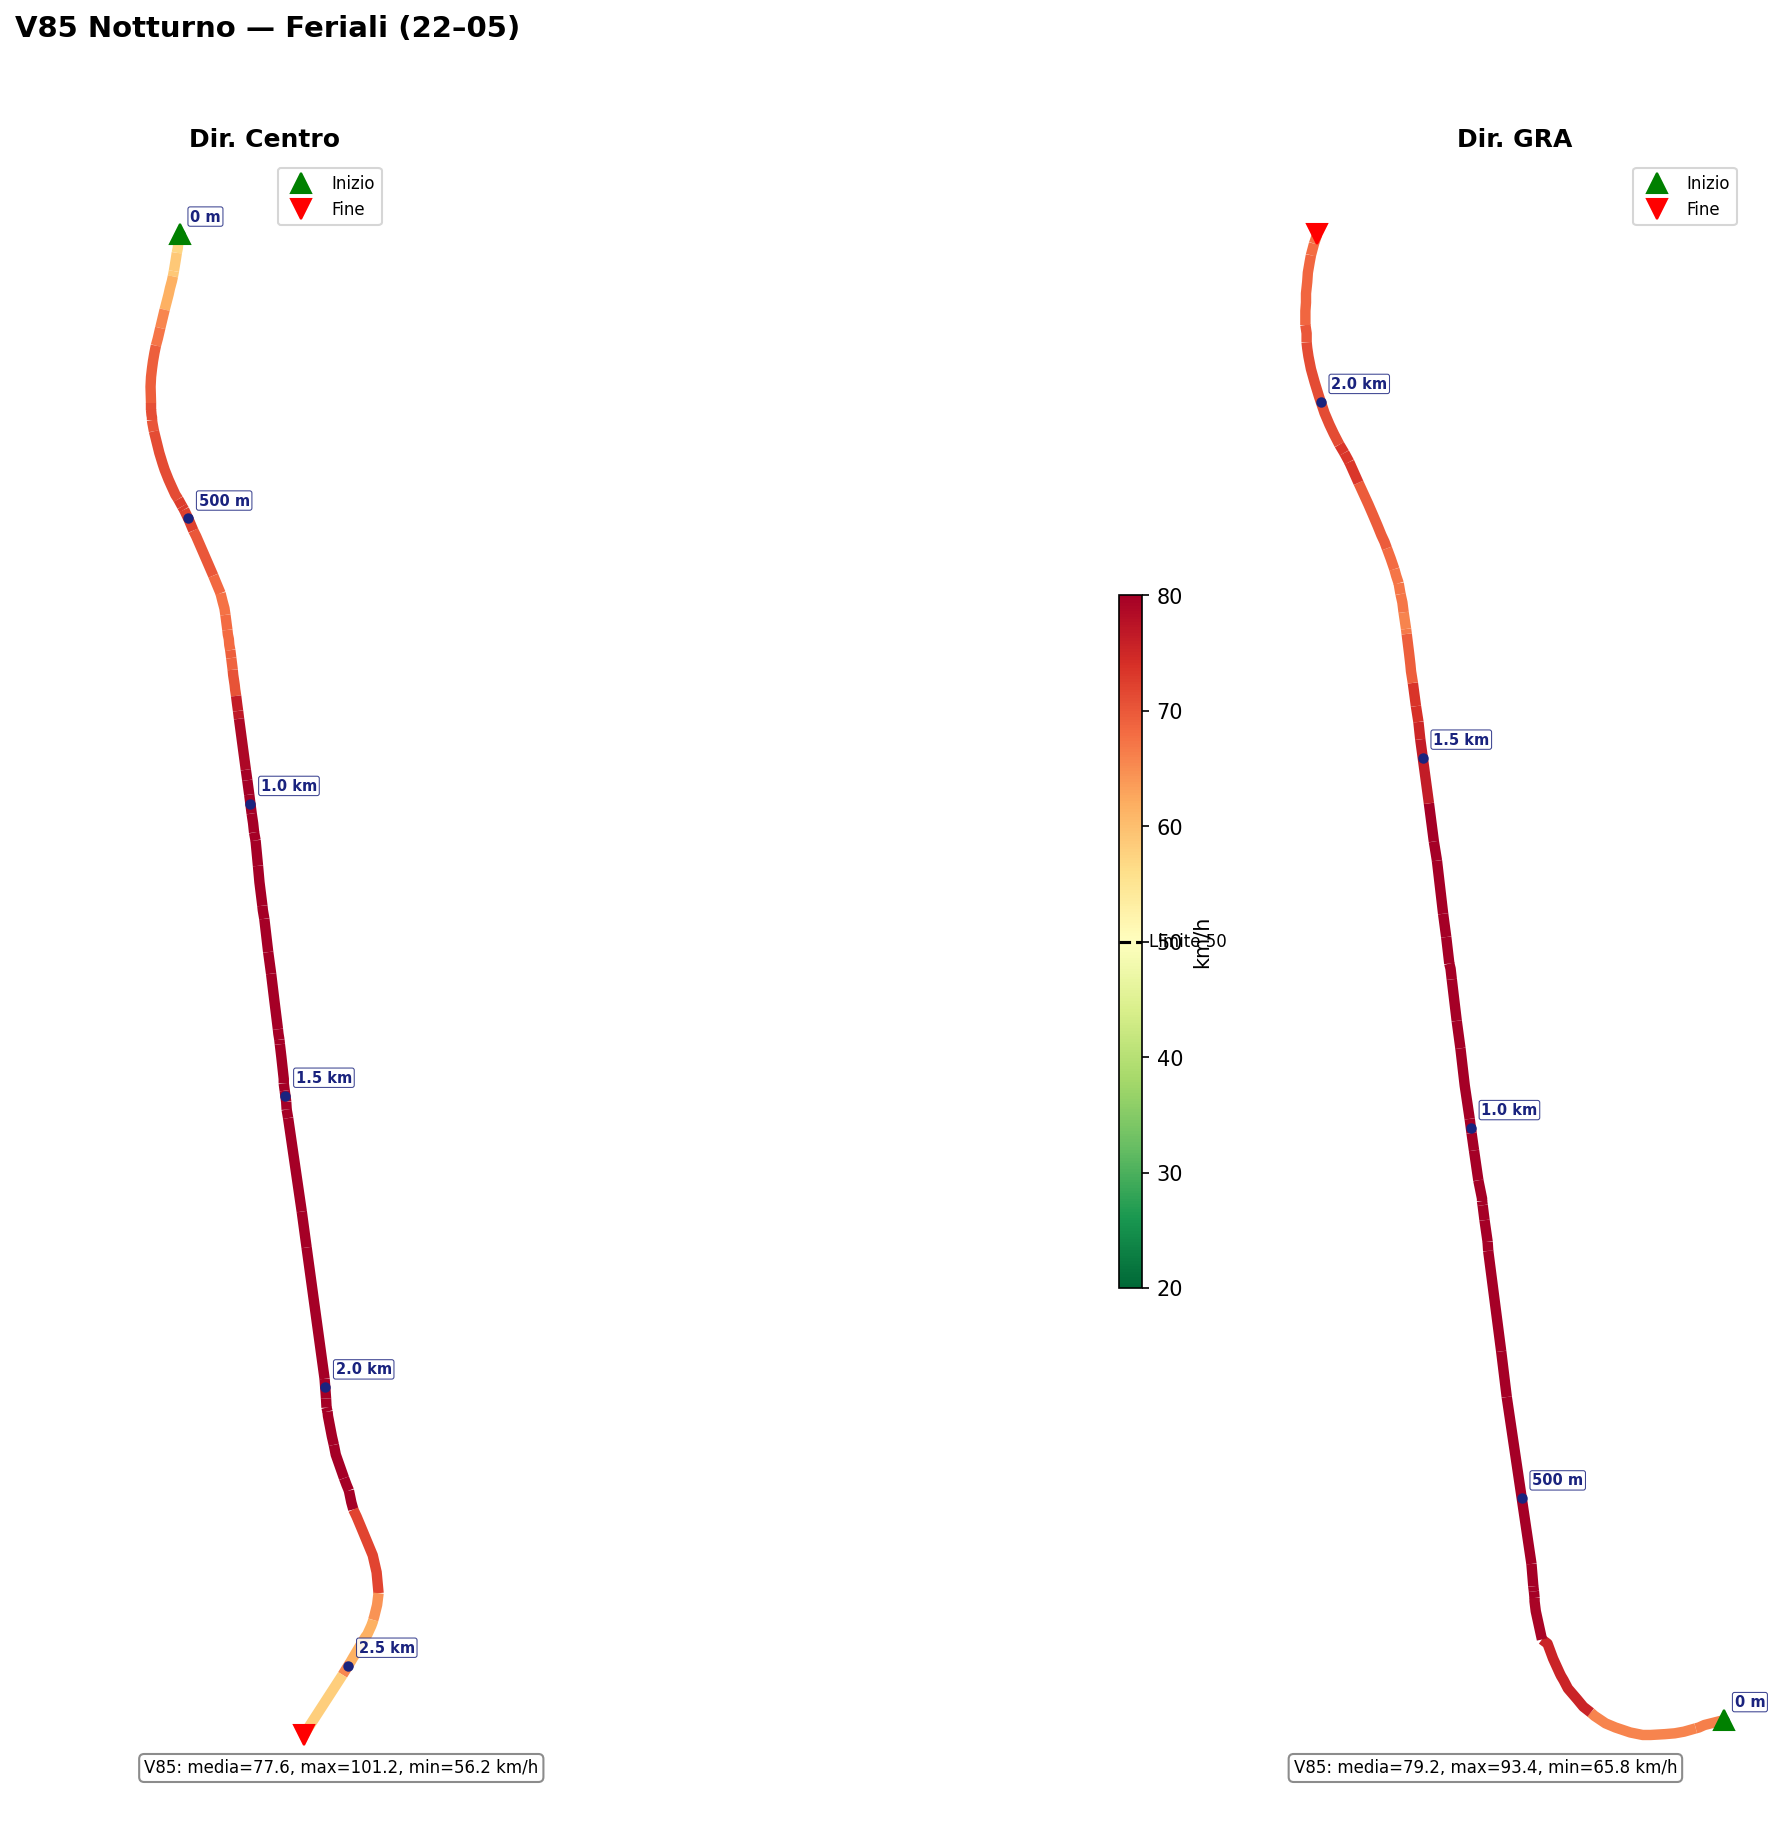 V85 Notturno — Feriali (22–05)
Dir. Centro
Inizio
Fine
0 m
500 m
1.0 km
1.5 km
2.0 km
2.5 km
V85: media=77.6, max=101.2, min=56.2 km/h
80
70
60
50
40
30
20
Limite 50
km/h
Dir. GRA
Inizio
Fine
2.0 km
1.5 km
1.0 km
500 m
0 m
V85: media=79.2, max=93.4, min=65.8 km/h